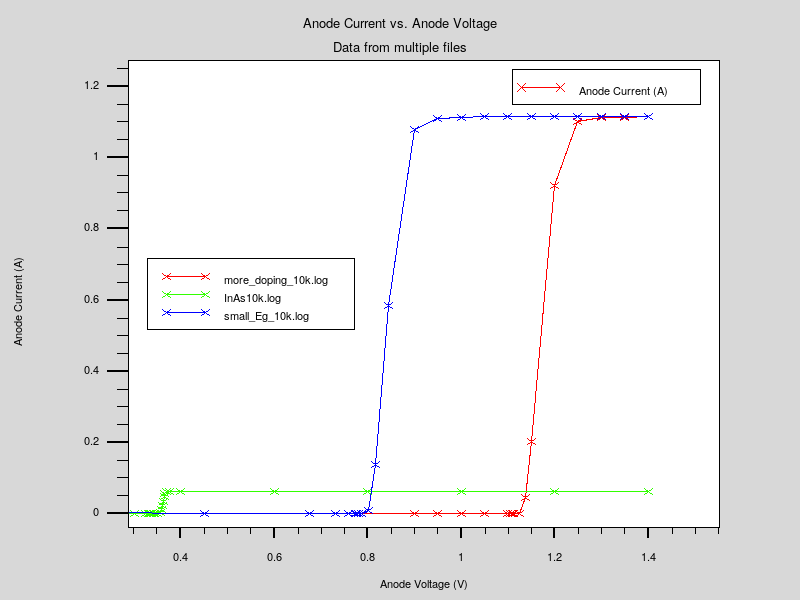 Anode Current vs. Anode Voltage
Data from multiple files
Anode Current (A)
1.2
1
0.8
0.6
0.4
0.2
0
Anode Current (A)
more_doping_10k.log
InAs10k.log
small_Eg_10k.log
0.4
0.6
0.8
1
1.2
1.4
Anode Voltage (V)